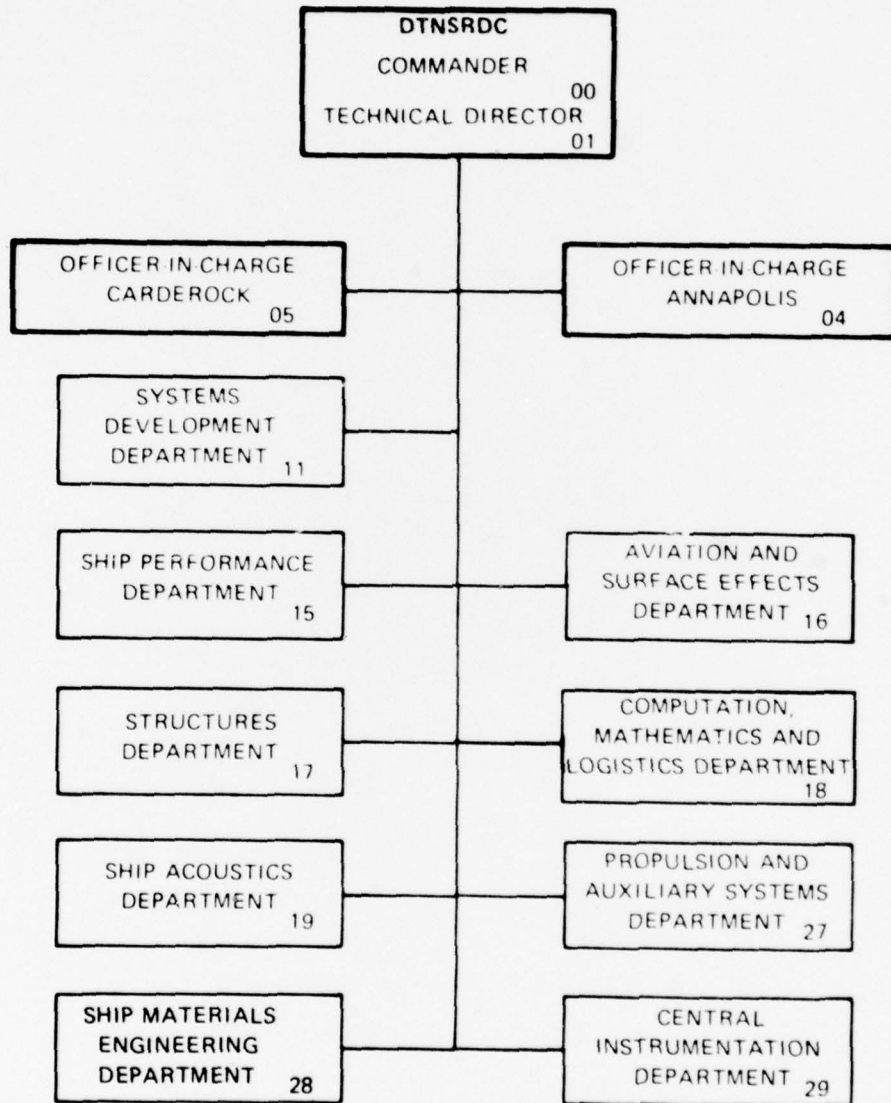 DTNSRDC
COMMANDER
00
TECHNICAL DIRECTOR
01
OFFICER-IN-CHARGE
CARDEROCK
05
OFFICER-IN-CHARGE
ANNAPOLIS
04
SYSTEMS
DEVELOPMENT
DEPARTMENT
11
SHIP PERFORMANCE
DEPARTMENT
15
AVIATION AND
SURFACE EFFECTS
DEPARTMENT
16
STRUCTURES
DEPARTMENT
17
COMPUTATION,
MATHEMATICS AND
LOGISTICS DEPARTMENT
18
SHIP ACOUSTICS
DEPARTMENT
19
PROPULSION AND
AUXILIARY SYSTEMS
DEPARTMENT
27
SHIP MATERIALS
ENGINEERING
DEPARTMENT
28
CENTRAL
INSTRUMENTATION
DEPARTMENT
29